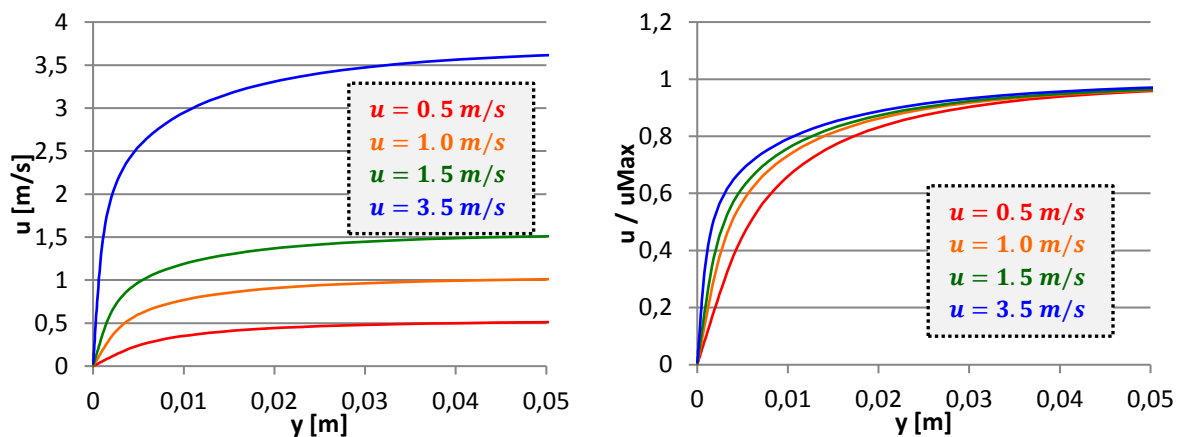 4
3,5
3
2,5
2
1,5
1
0,5
0
u [m/s]
0 0,01 0,02 0,03 0,04 0,05
y [m]
u = 0.5 m/s
u = 1.0 m/s
u = 1.5 m/s
u = 3.5 m/s
1,2
1
0,8
0,6
0,4
0,2
0
u / uMax
0 0,01 0,02 0,03 0,04 0,05
y [m]
u = 0.5 m/s
u = 1.0 m/s
u = 1.5 m/s
u = 3.5 m/s